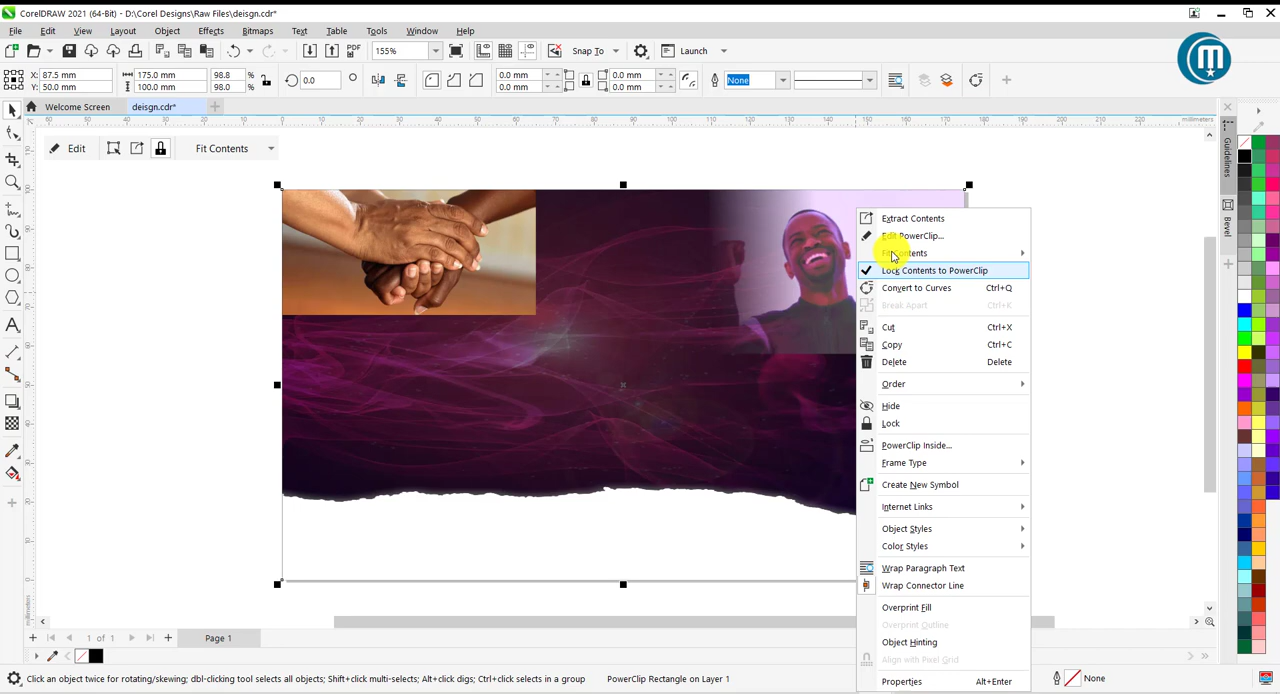 CorelDRAW 2021 (64-Bit) - D:\Corel Designs\Raw Files\deisgn.cdr*
File Edit View Layout Object Effects Bitmaps Text Table Tools Window Help
PDF 155% Snap To Launch
X: 87.5 mm 175.0 mm 98.8 % 0.0 0.0 mm 0.0 mm None
Y: 50.0 mm 100.0 mm 98.8 % 0.0 mm 0.0 mm
Welcome Screen deisgn.cdr*
millimeters
Edit Fit Contents
Guidelines
Bevel
Extract Contents
Edit PowerClip...
Fit Contents
Lock Contents to PowerClip
Convert to Curves Ctrl+Q
Break Apart Ctrl+K
Cut Ctrl+X
Copy Ctrl+C
Delete Delete
Order
Hide
Lock
PowerClip Inside...
Frame Type
Create New Symbol
Internet Links
Object Styles
Color Styles
Wrap Paragraph Text
Wrap Connector Line
Overprint Fill
Overprint Outline
Object Hinting
Align with Pixel Grid
Properties Alt+Enter
1 of 1 Page 1
Click an object twice for rotating/skewing; dbl-clicking tool selects all objects; Shift+click multi-selects; Alt+click digs; Ctrl+click selects in a group PowerClip Rectangle on Layer 1 None